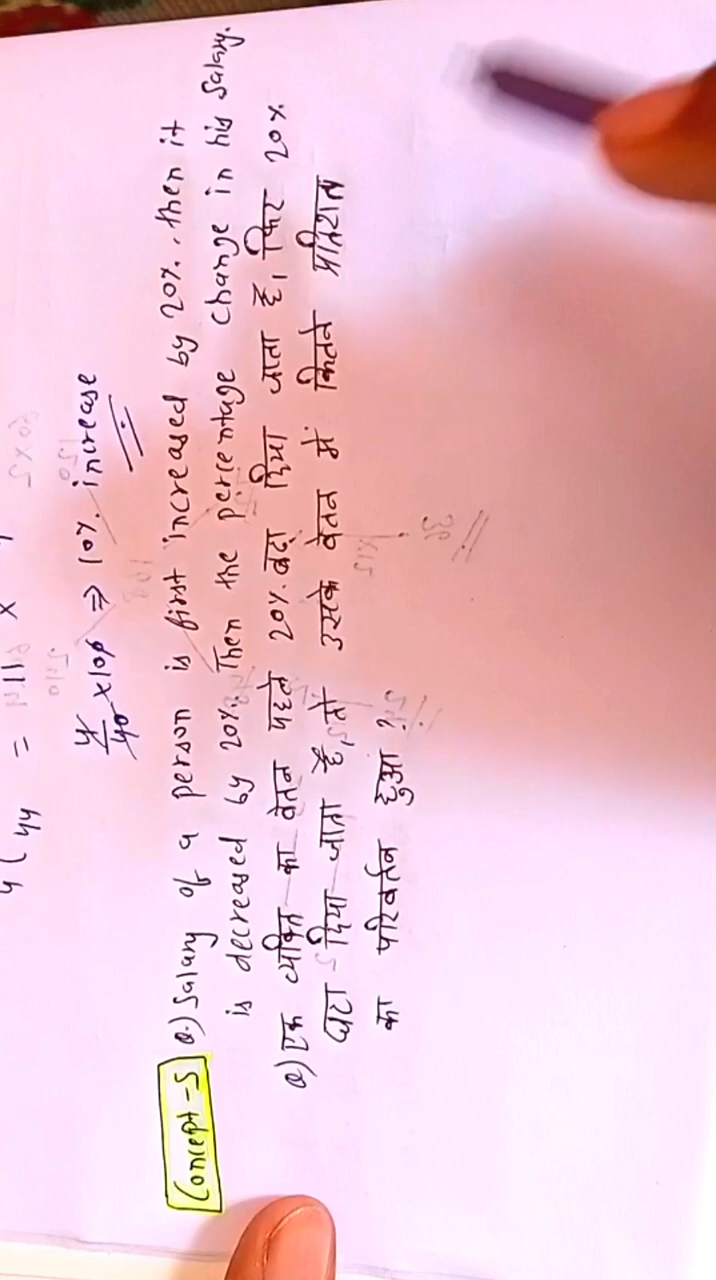 44) 44 = 11 x
4/40 x 100 ⇒ 10%. increase
Concept - 5 Q.) Salary of a person is first increased by 20%. then it
is decreased by 20%. Then the percentage change in his salary.
Q) एक व्यक्ति का वेतन पहले 20%. बढ़ा दिया जाता है, फिर 20%
घटा दिया जाता है, तो उसके वेतन में कितने प्रतिशत
का परिवर्तन हुआ ?